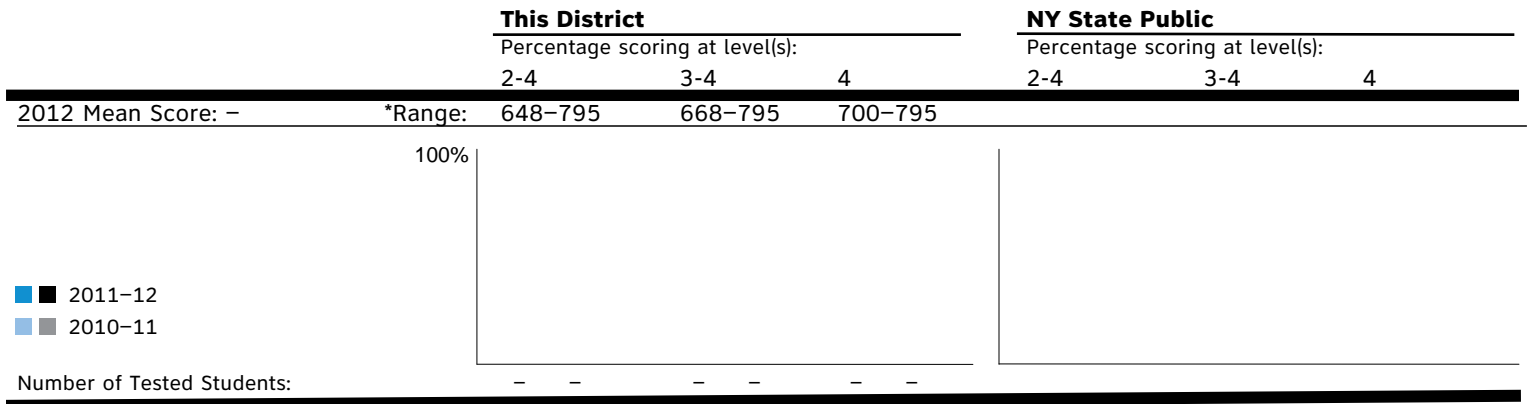 This District NY State Public
Percentage scoring at level(s): Percentage scoring at level(s):
2-4 3-4 4 2-4 3-4 4
2012 Mean Score: – *Range: 648–795 668–795 700–795
100%
2011–12
2010–11
Number of Tested Students: – – – – – –